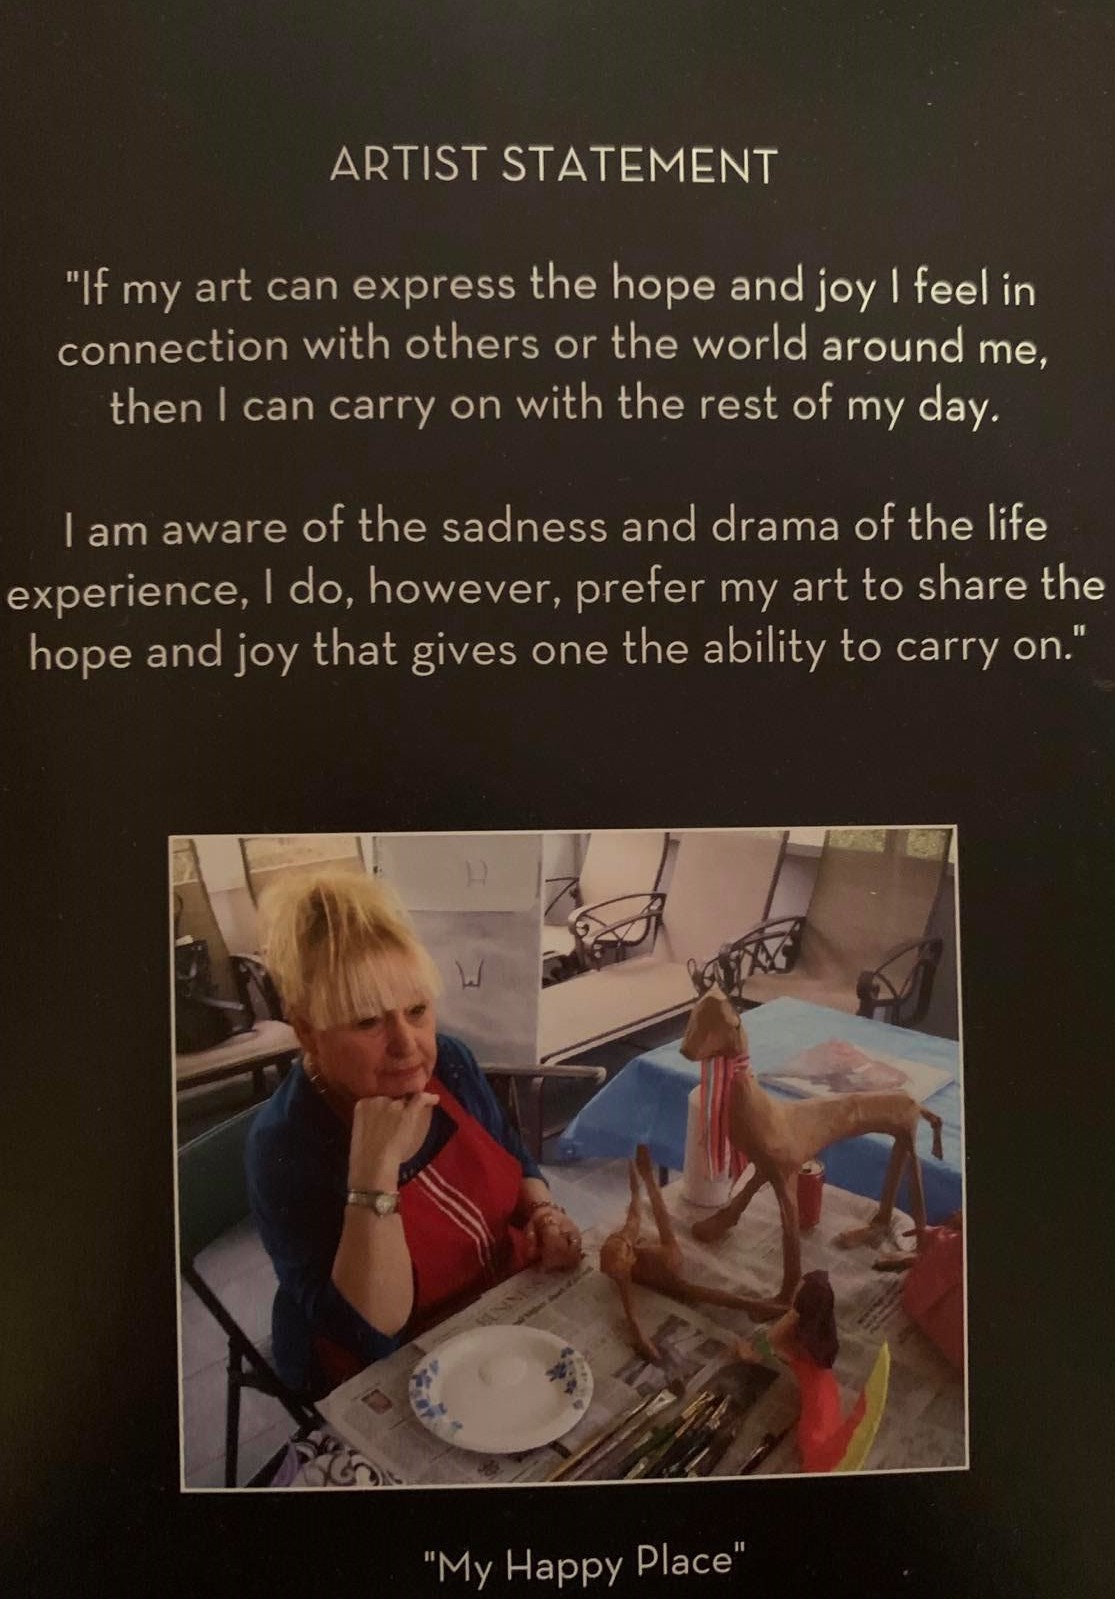 ARTIST STATEMENT
"If my art can express the hope and joy I feel in
connection with others or the world around me,
then I can carry on with the rest of my day.
I am aware of the sadness and drama of the life
experience, I do, however, prefer my art to share the
hope and joy that gives one the ability to carry on."
"My Happy Place"